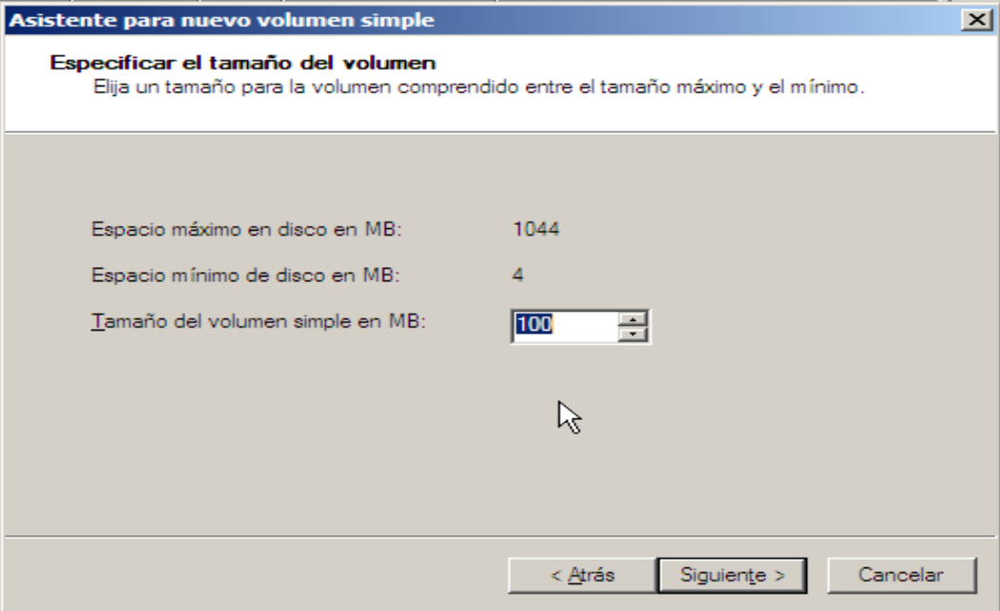 Asistente para nuevo volumen simple
Especificar el tamaño del volumen
Elija un tamaño para la volumen comprendido entre el tamaño máximo y el mínimo.
Espacio máximo en disco en MB: 1044
Espacio mínimo de disco en MB: 4
Tamaño del volumen simple en MB: 100
< Atrás Siguiente > Cancelar